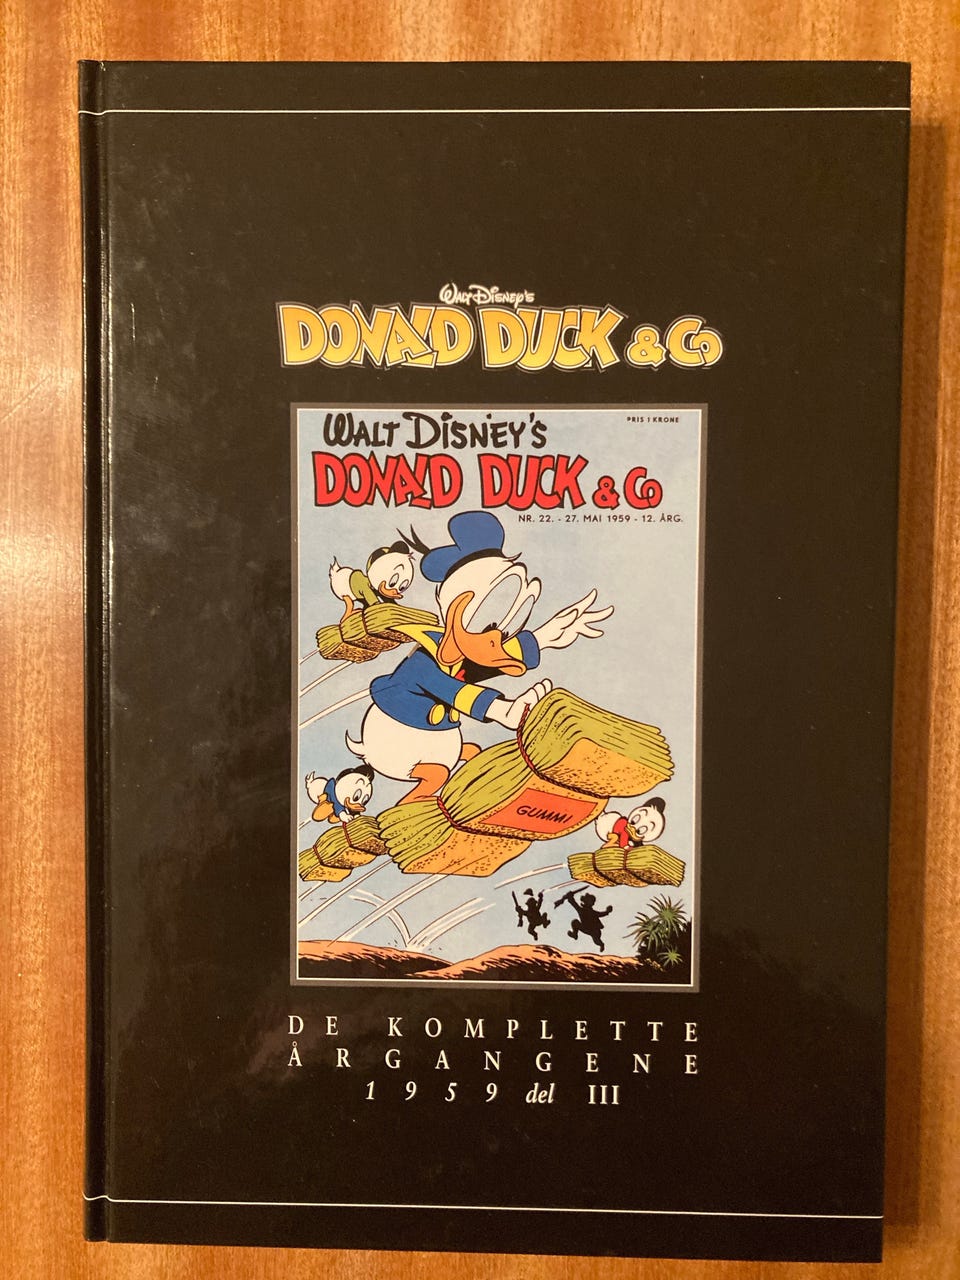 Walt Disney's
DONALD DUCK & Co
WALT DISNEY'S
PRIS 1 KRONE
DONALD DUCK & Co
NR. 22. - 27. MAI 1959 - 12. ÅRG.
GUMMI
DE KOMPLETTE
ÅRGANGENE
1959 del III